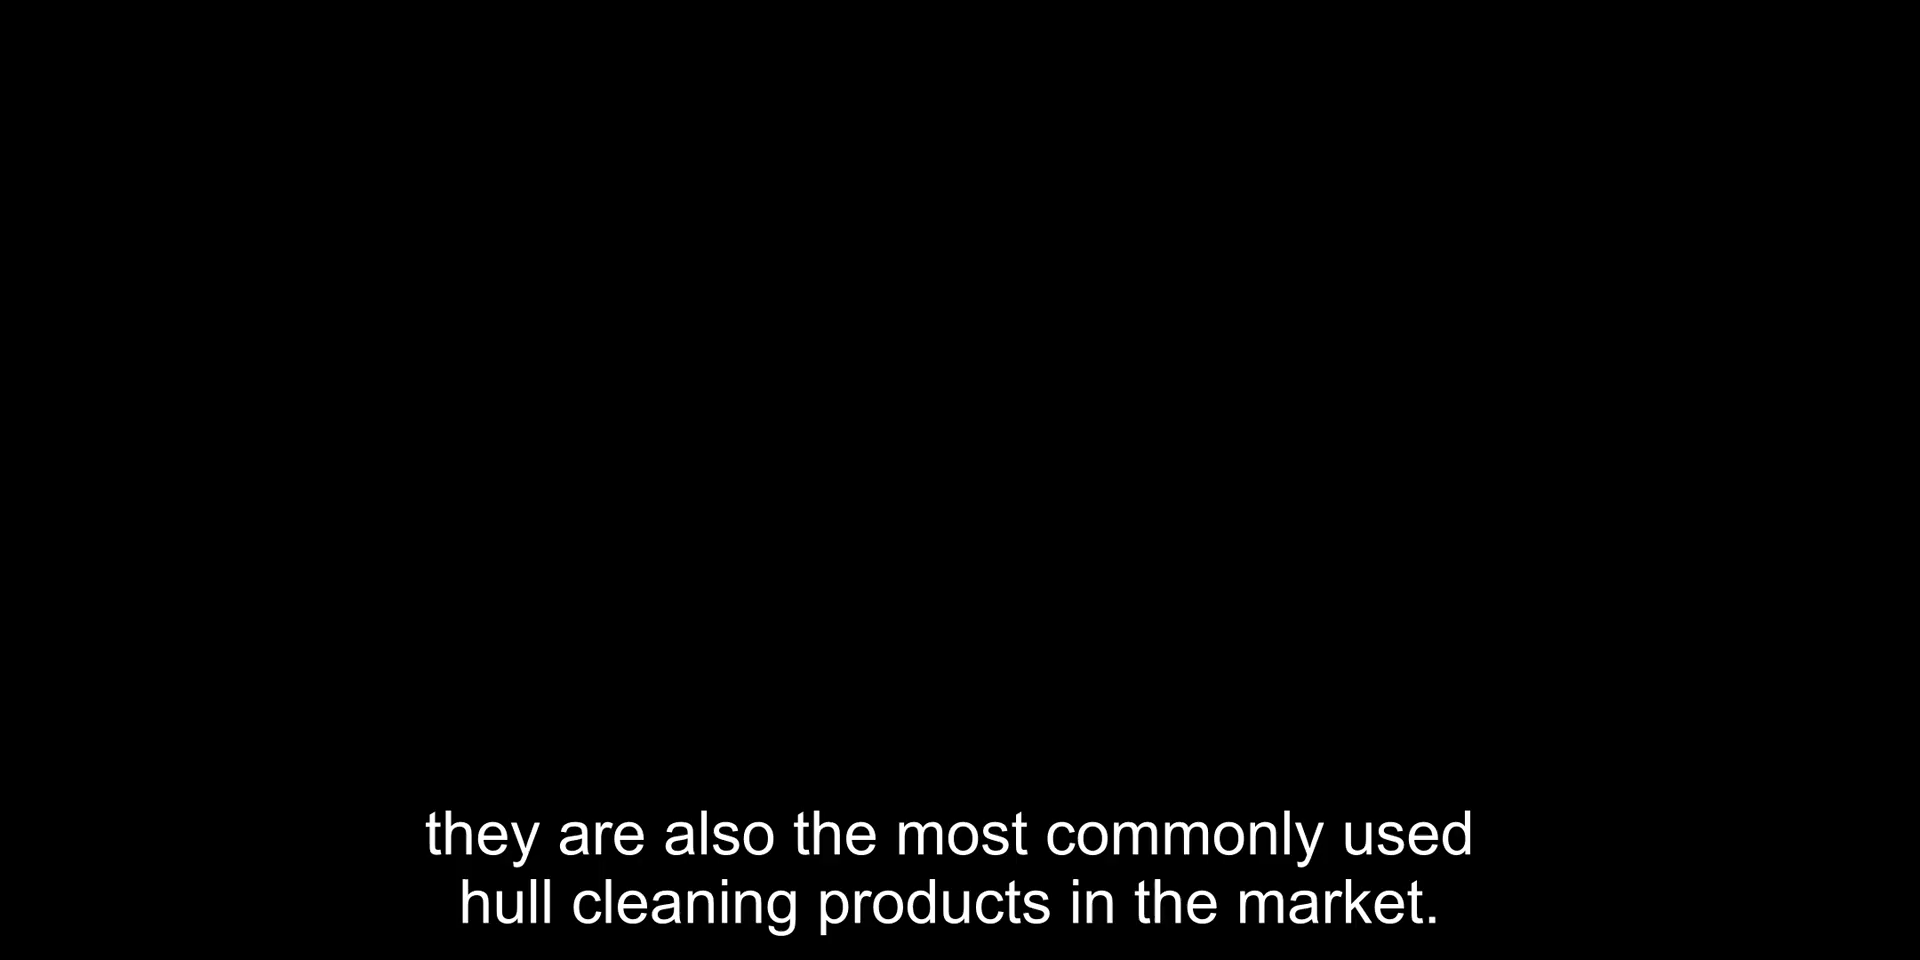 they are also the most commonly used
hull cleaning products in the market.